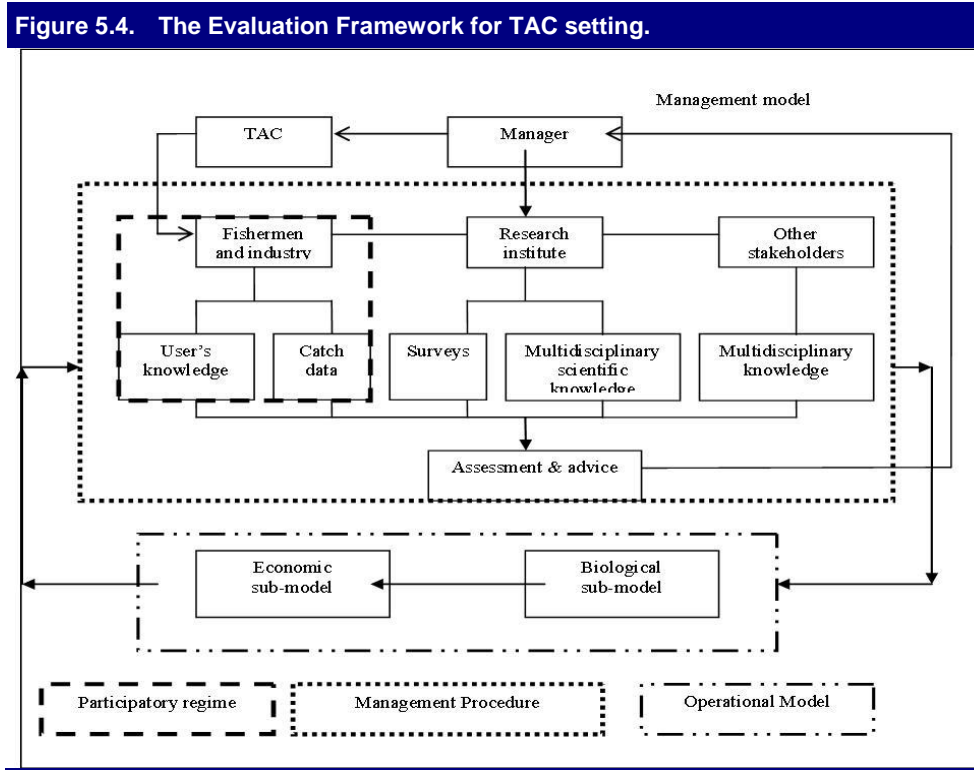 Figure 5.4. The Evaluation Framework for TAC setting.
Management model
TAC
Manager
Fishermen
and industry
Research
institute
Other
stakeholders
User's
knowledge
Catch
data
Surveys
Multidisciplinary
scientific
knowledge
Multidisciplinary
knowledge
Assessment & advice
Economic
sub-model
Biological
sub-model
Participatory regime
Management Procedure
Operational Model